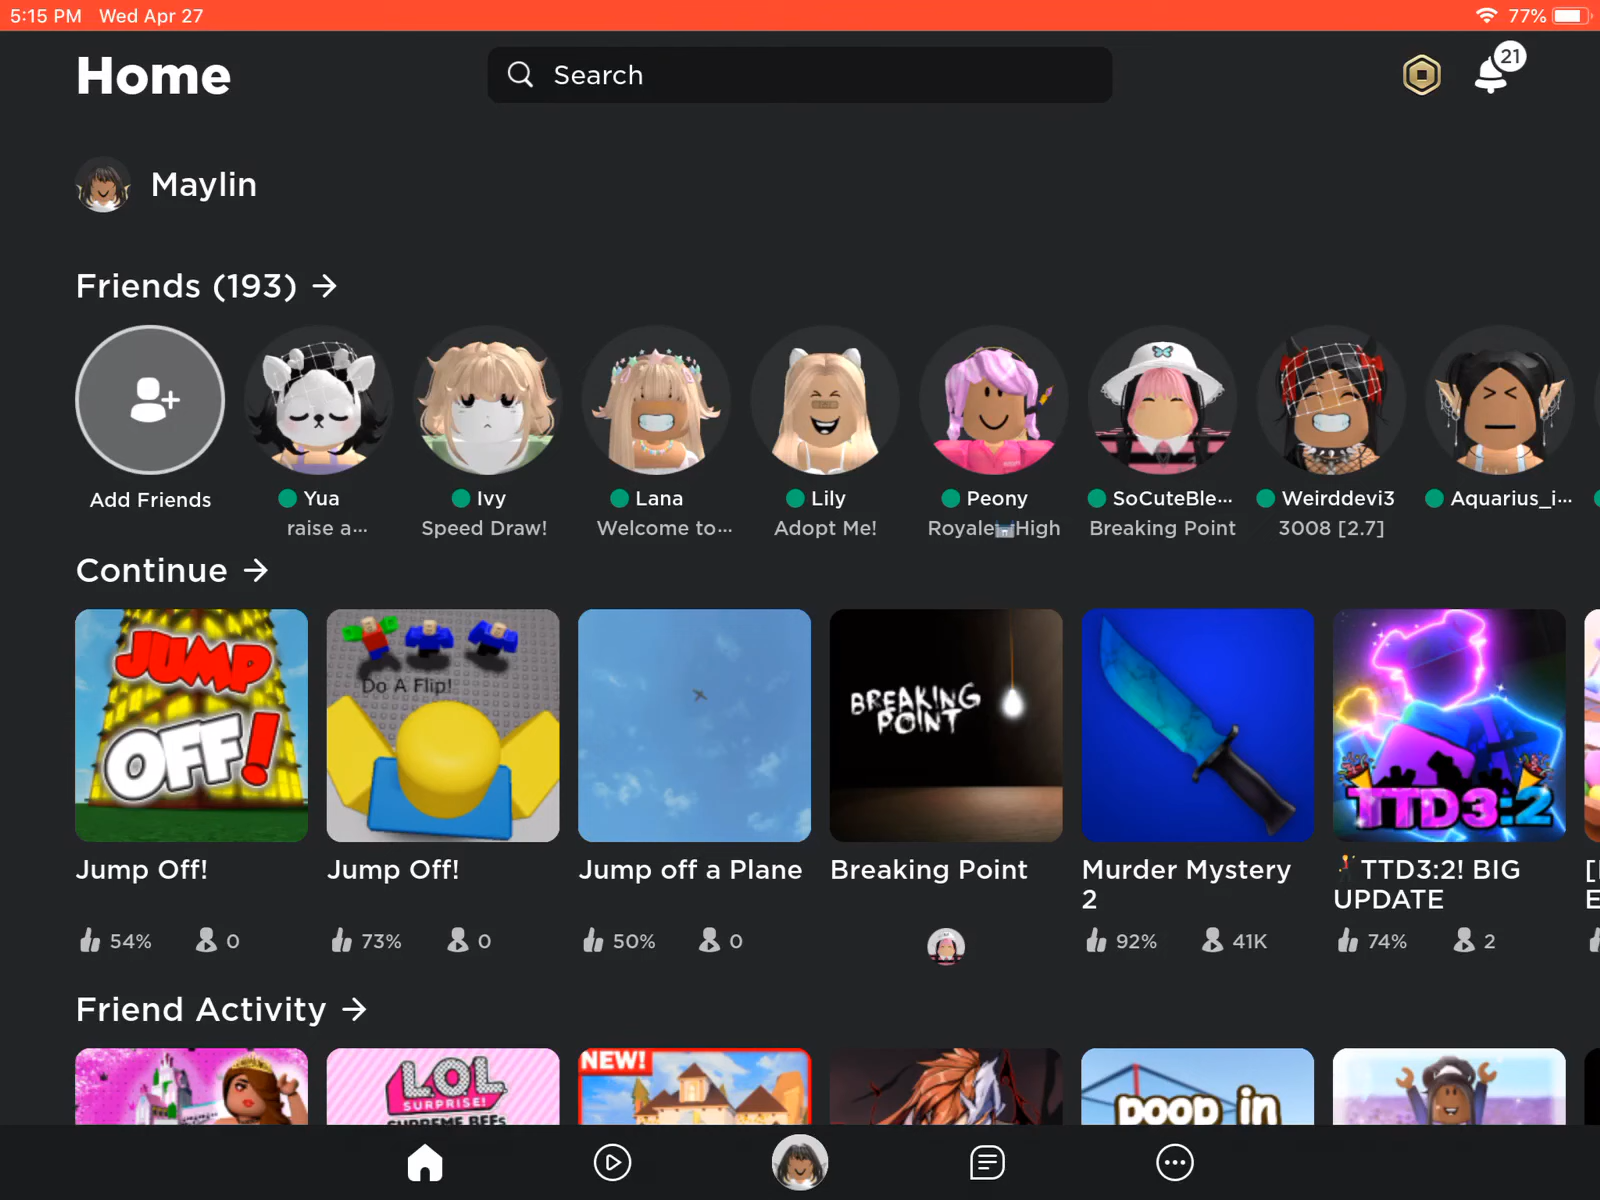 5:15 PM Wed Apr 27 77%
Home Search 21
Maylin
Friends (193) →
Add Friends
Yua
raise a...
Ivy
Speed Draw!
Lana
Welcome to...
Lily
Adopt Me!
Peony
Royale🏰High
SoCuteBle...
Breaking Point
Weirddevi3
3008 [2.7]
Aquarius_i...
Continue →
JUMP
OFF!
Do A Flip!
BREAKING
POINT
TTD3:2
Jump Off!
54% 0
Jump Off!
73% 0
Jump off a Plane
50% 0
Breaking Point
Murder Mystery
2
92% 41K
TTD3:2! BIG
UPDATE
74% 2
[
E
Friend Activity →
LOL
SURPRISE!
SUPREME BFFs
NEW!
poop in